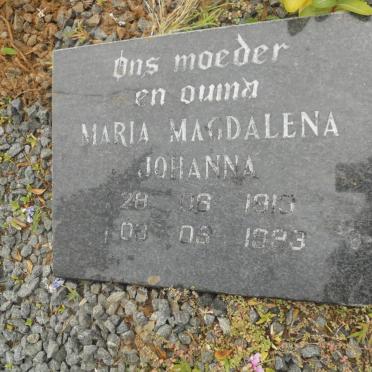 Ons moeder
en ouma
MARIA MAGDALENA
JOHANNA
28 06 1910
03 03 1993